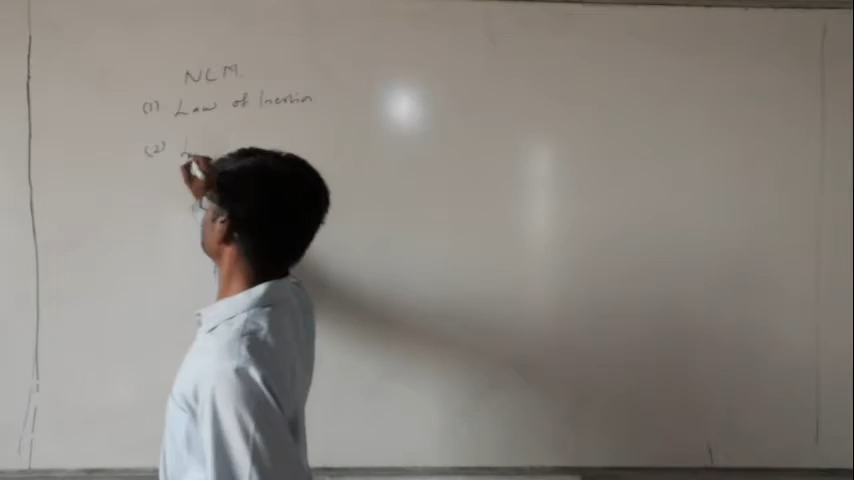 NLM.
(1) Law of Inertia
(2) L